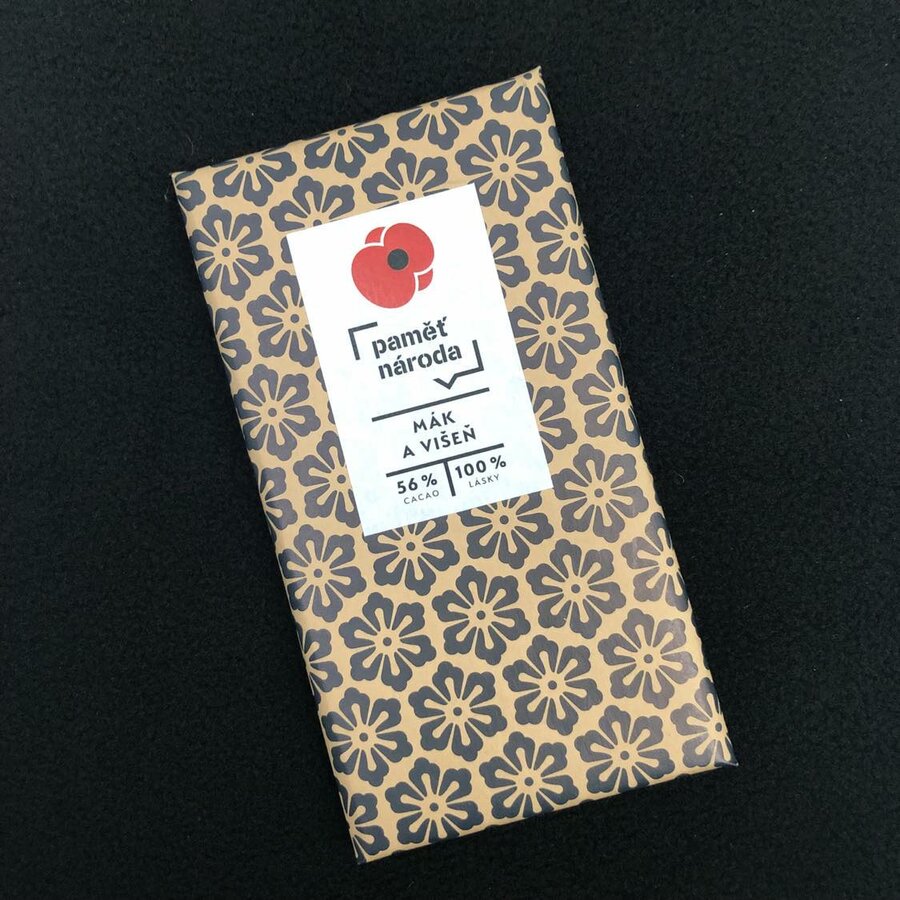 paměť
národa
MÁK
A VIŠEŇ
56% 100%
CACAO LÁSKY